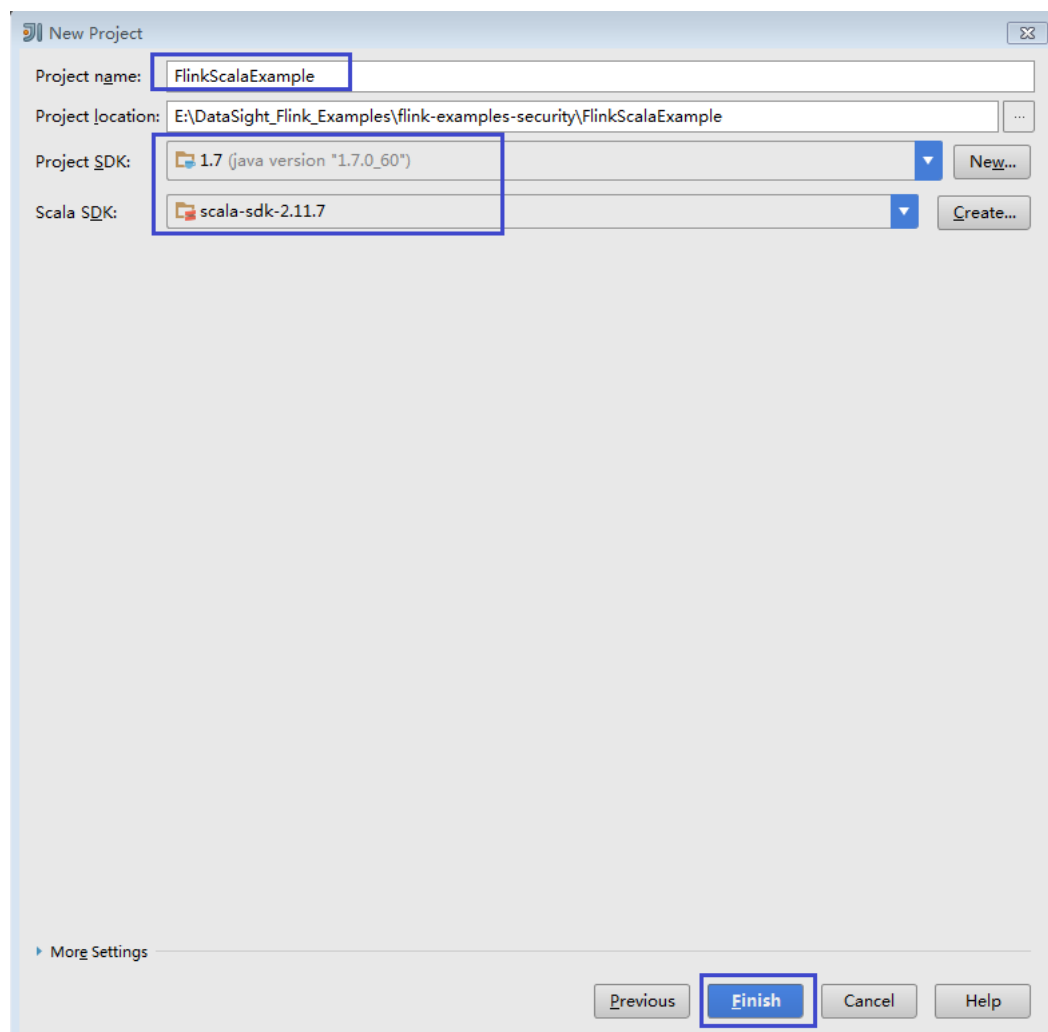 New Project
Project name: FlinkScalaExample
Project location: E:\DataSight_Flink_Examples\flink-examples-security\FlinkScalaExample ...
Project SDK: 1.7 (java version "1.7.0_60") New...
Scala SDK: scala-sdk-2.11.7 Create...
More Settings
Previous Finish Cancel Help